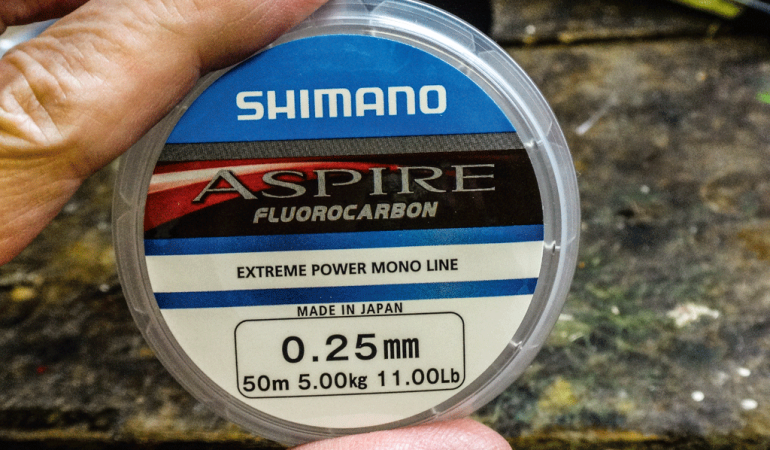 SHIMANO
ASPIRE
FLUOROCARBON
EXTREME POWER MONO LINE
MADE IN JAPAN
0.25mm
50m 5.00kg 11.00Lb